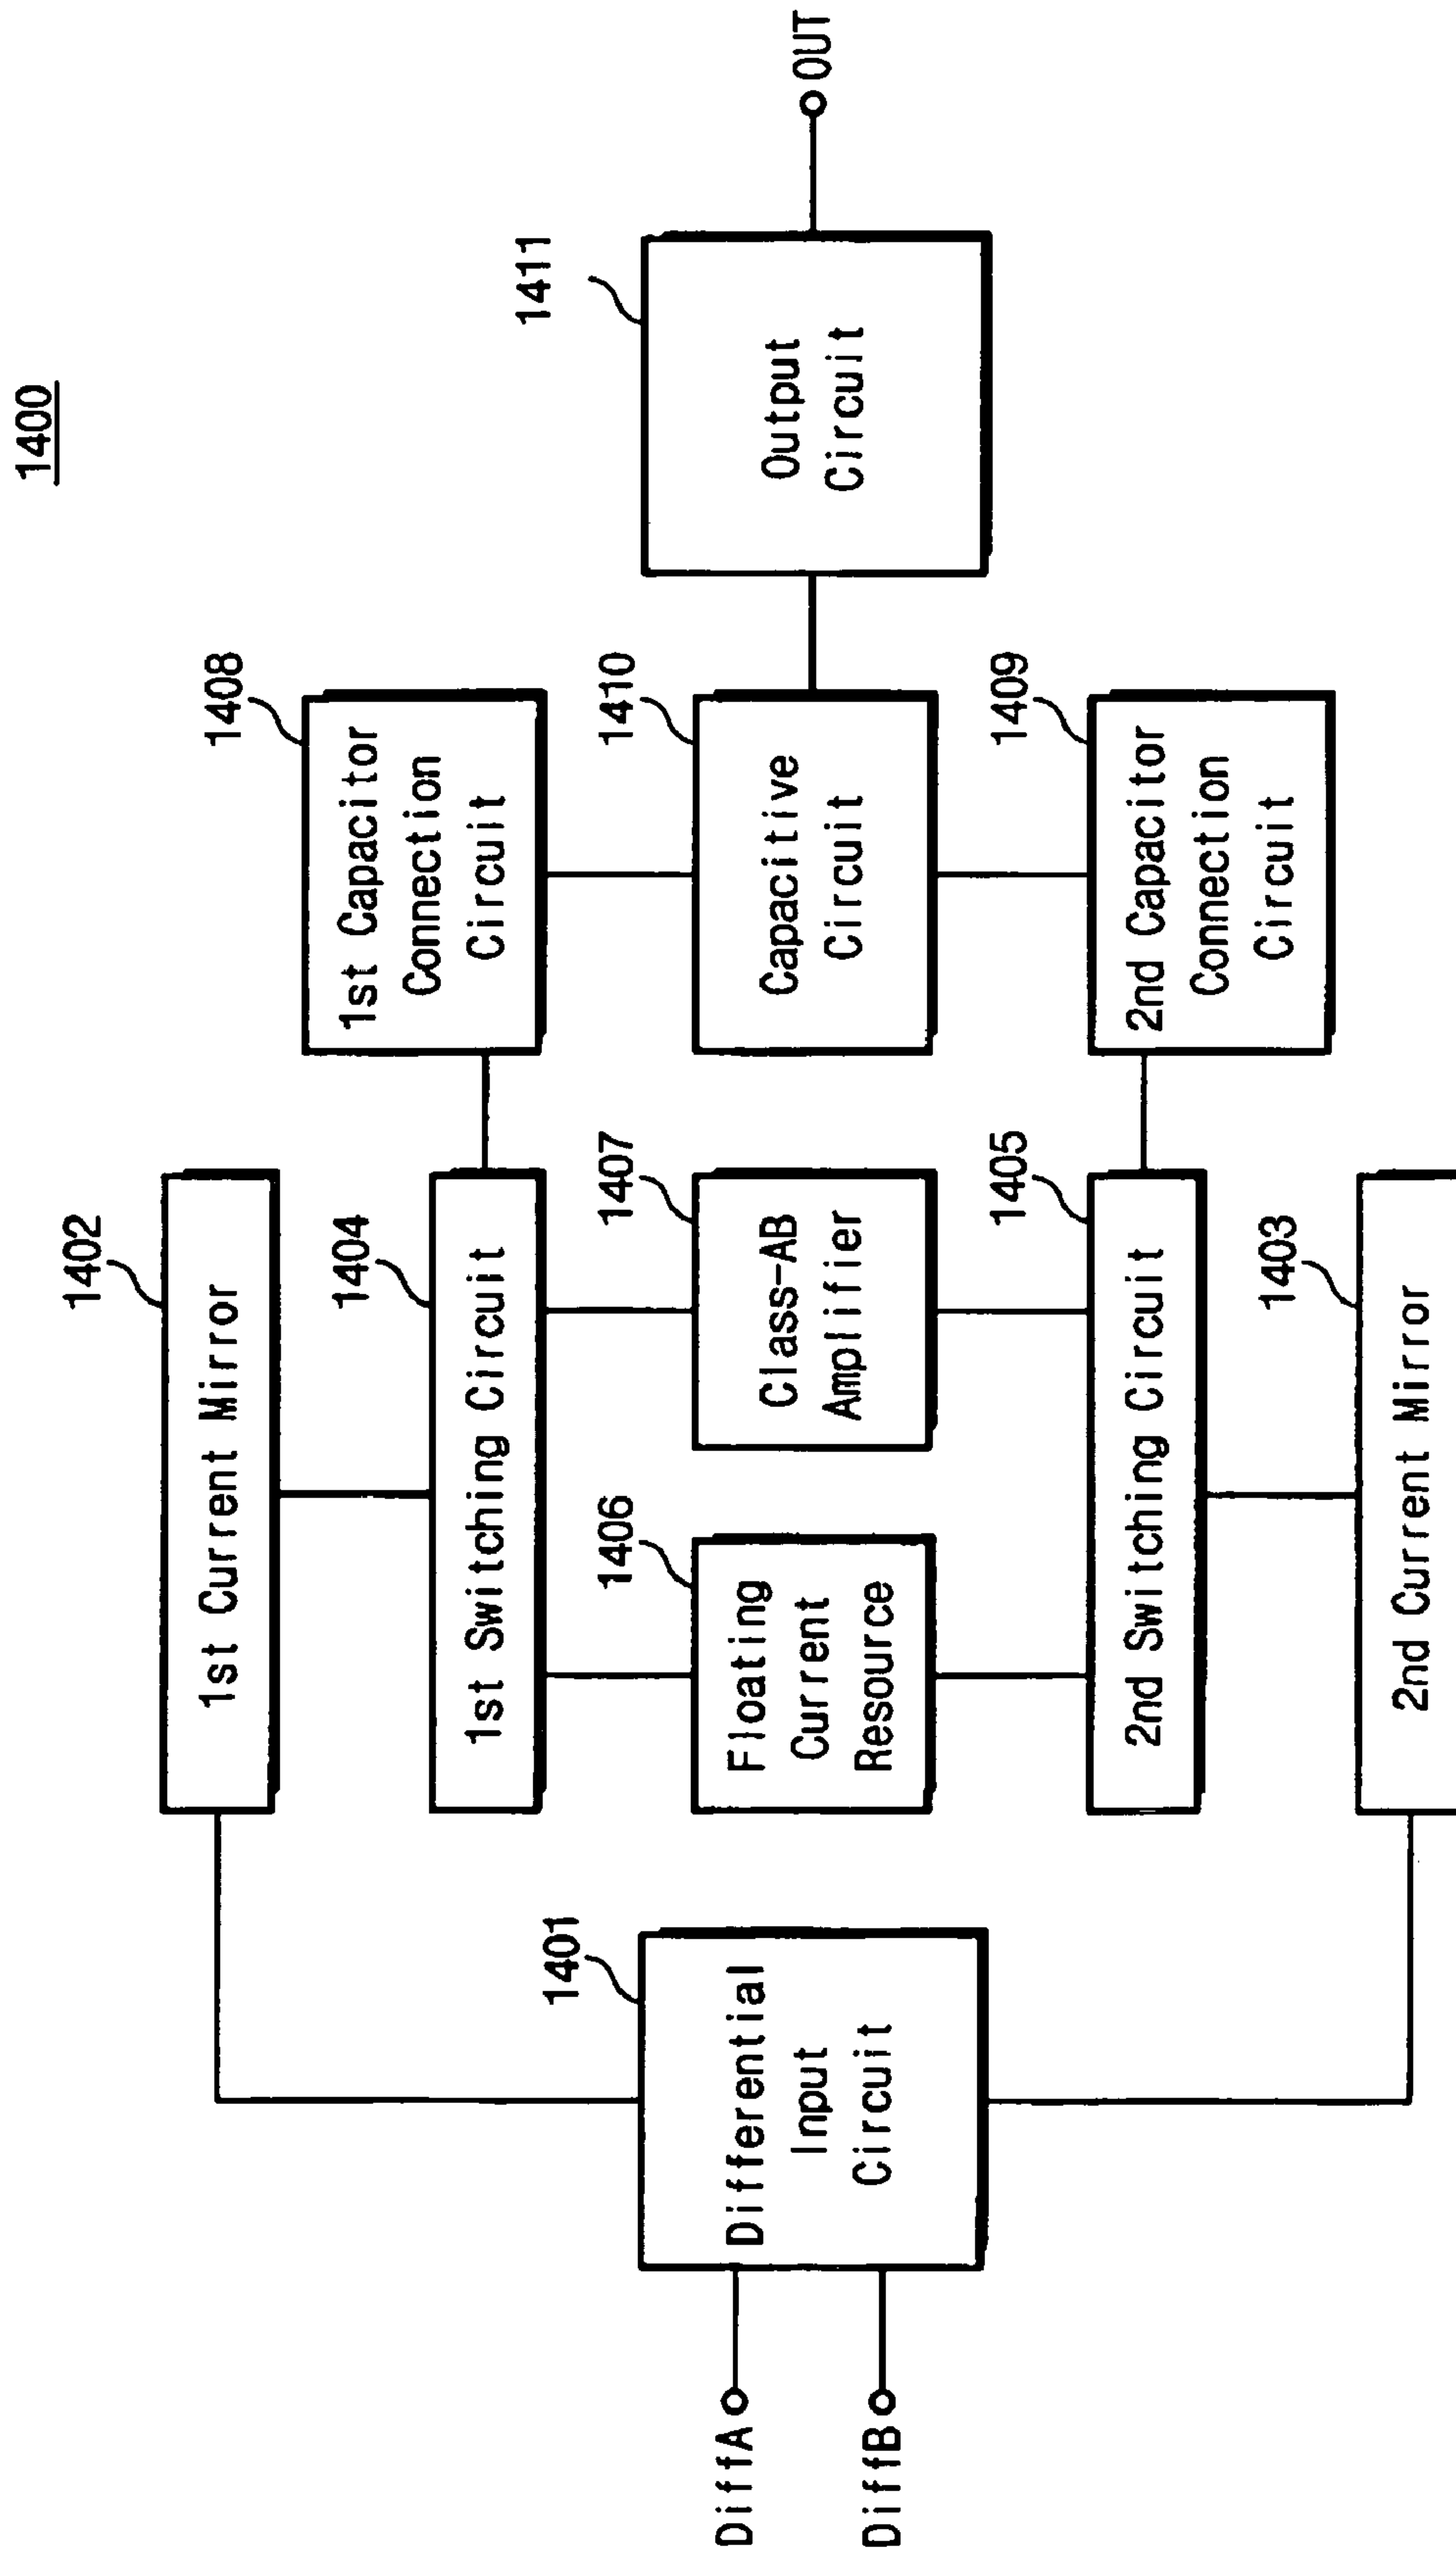 1400
1402
1st Current Mirror
1404
1st Switching Circuit
1408
1st Capacitor
Connection
Circuit
1401
Differential
Input
Circuit
DiffA
DiffB
1406
Floating
Current
Resource
1407
Class-AB
Amplifier
1410
Capacitive
Circuit
1411
Output
Circuit
OUT
1405
2nd Switching Circuit
1409
2nd Capacitor
Connection
Circuit
1403
2nd Current Mirror